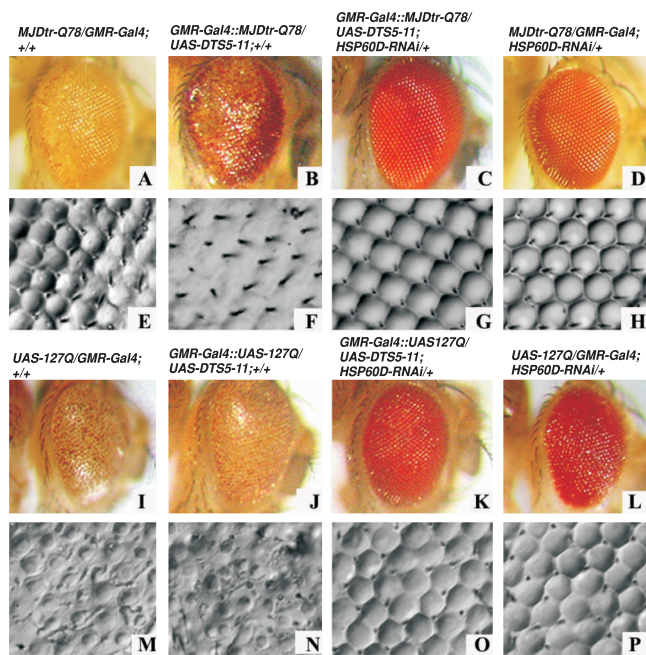 MJDtr-Q78/GMR-Gal4;
+/+
GMR-Gal4::MJDtr-Q78/
UAS-DTS5-11;+/+
GMR-Gal4::MJDtr-Q78/
UAS-DTS5-11;
HSP60D-RNAi/+
MJDtr-Q78/GMR-Gal4;
HSP60D-RNAi/+
A
B
C
D
E
F
G
H
UAS-127Q/GMR-Gal4;
+/+
GMR-Gal4::UAS-127Q/
UAS-DTS5-11;+/+
GMR-Gal4::UAS127Q/
UAS-DTS5-11;
HSP60D-RNAi/+
UAS-127Q/GMR-Gal4;
HSP60D-RNAi/+
I
J
K
L
M
N
O
P